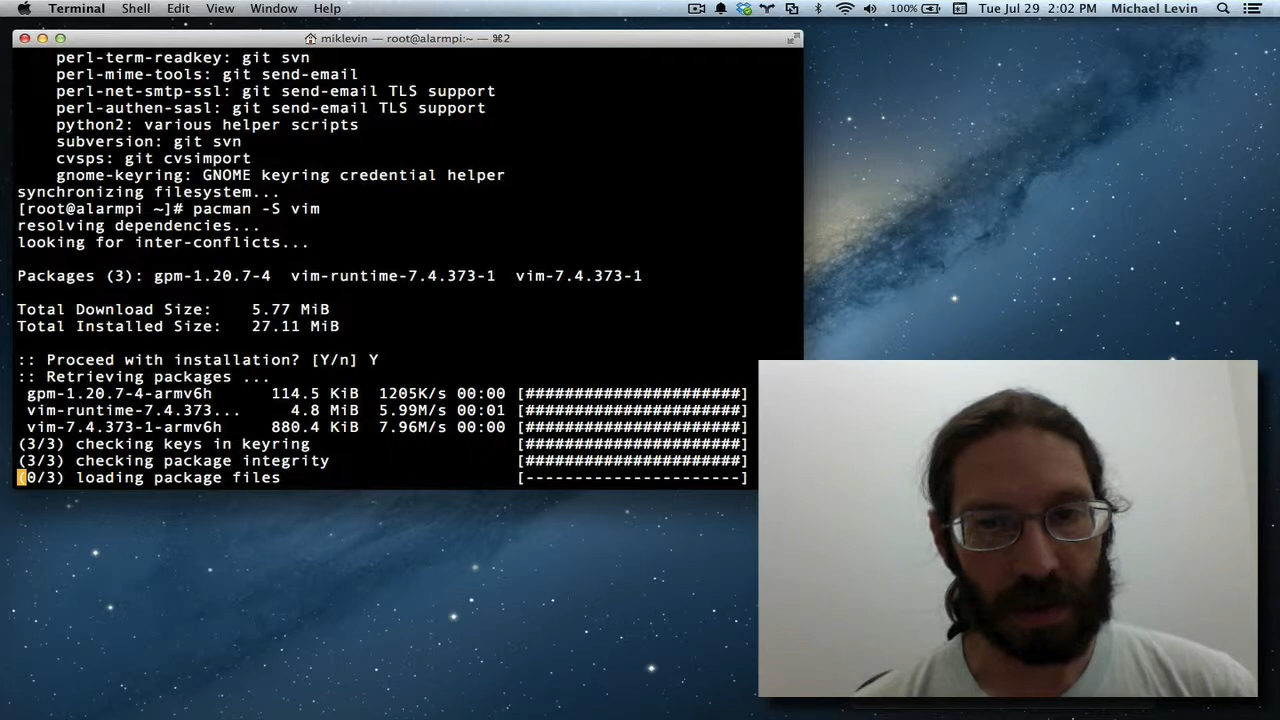 Terminal Shell Edit View Window Help 100% Tue Jul 29 2:02 PM Michael Levin
miklevin — root@alarmpi:~ — ⌘2
perl-term-readkey: git svn
perl-mime-tools: git send-email
perl-net-smtp-ssl: git send-email TLS support
perl-authen-sasl: git send-email TLS support
python2: various helper scripts
subversion: git svn
cvsps: git cvsimport
gnome-keyring: GNOME keyring credential helper
synchronizing filesystem...
[root@alarmpi ~]# pacman -S vim
resolving dependencies...
looking for inter-conflicts...
Packages (3): gpm-1.20.7-4  vim-runtime-7.4.373-1  vim-7.4.373-1
Total Download Size:    5.77 MiB
Total Installed Size:   27.11 MiB
:: Proceed with installation? [Y/n] Y
:: Retrieving packages ...
gpm-1.20.7-4-armv6h      114.5 KiB  1205K/s 00:00 [######################]
vim-runtime-7.4.373...     4.8 MiB  5.99M/s 00:01 [######################]
vim-7.4.373-1-armv6h     880.4 KiB  7.96M/s 00:00 [######################]
(3/3) checking keys in keyring                     [######################]
(3/3) checking package integrity                   [######################]
(0/3) loading package files                        [----------------------]